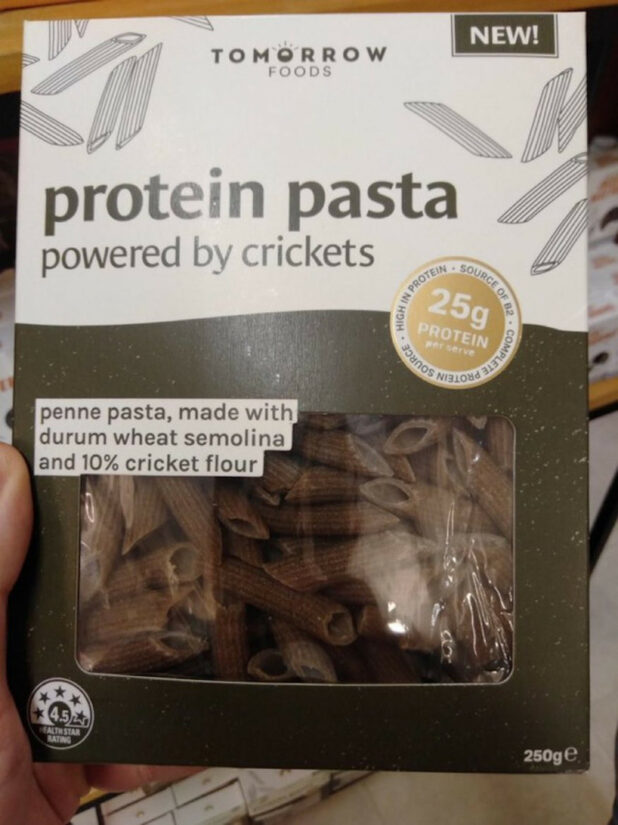 NEW!
TOMORROW
FOODS
protein pasta
powered by crickets
HIGH IN PROTEIN • SOURCE OF B2 • COMPLETE PROTEIN SOURCE •
25g
PROTEIN
per serve
penne pasta, made with
durum wheat semolina
and 10% cricket flour
4.5
HEALTH STAR
RATING
250g e